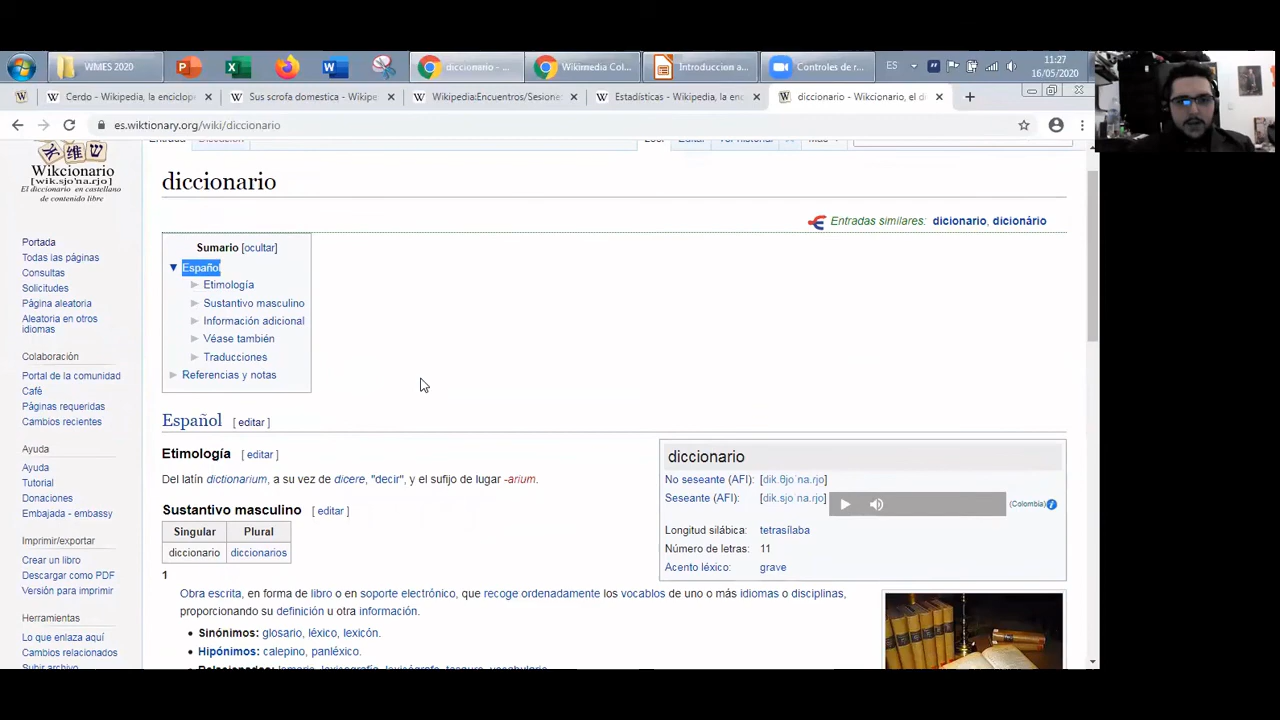 WMES 2020
diccionario - ...
Wikimedia Col...
Introduccion a...
Controles de r...
ES
11:27
16/05/2020
Cerdo - Wikipedia, la enciclop
Sus scrofa domestica - Wikipe
Wikipedia:Encuentros/Sesione
Estadísticas - Wikipedia, la enc
diccionario - Wikcionario, el d
es.wiktionary.org/wiki/diccionario
Wikcionario
[wik.sjoˈna.rjo]
El diccionario en castellano
de contenido libre
Portada
Todas las páginas
Consultas
Solicitudes
Página aleatoria
Aleatoria en otros
idiomas
Colaboración
Portal de la comunidad
Café
Páginas requeridas
Cambios recientes
Ayuda
Ayuda
Tutorial
Donaciones
Embajada - embassy
Imprimir/exportar
Crear un libro
Descargar como PDF
Versión para imprimir
Herramientas
Lo que enlaza aquí
Cambios relacionados
Subir archivo
diccionario
Entradas similares: dicionario, dicionário
Sumario [ocultar]
Español
Etimología
Sustantivo masculino
Información adicional
Véase también
Traducciones
Referencias y notas
Español [ editar ]
Etimología [ editar ]
Del latín dictionarium, a su vez de dicere, "decir", y el sufijo de lugar -arium.
Sustantivo masculino [ editar ]
Singular Plural
diccionario diccionarios
1
Obra escrita, en forma de libro o en soporte electrónico, que recoge ordenadamente los vocablos de uno o más idiomas o disciplinas,
proporcionando su definición u otra información.
Sinónimos: glosario, léxico, lexicón.
Hipónimos: calepino, panléxico.
diccionario
No seseante (AFI): [dik.θjoˈna.rjo]
Seseante (AFI): [dik.sjoˈna.rjo] (Colombia)
Longitud silábica: tetrasílaba
Número de letras: 11
Acento léxico: grave